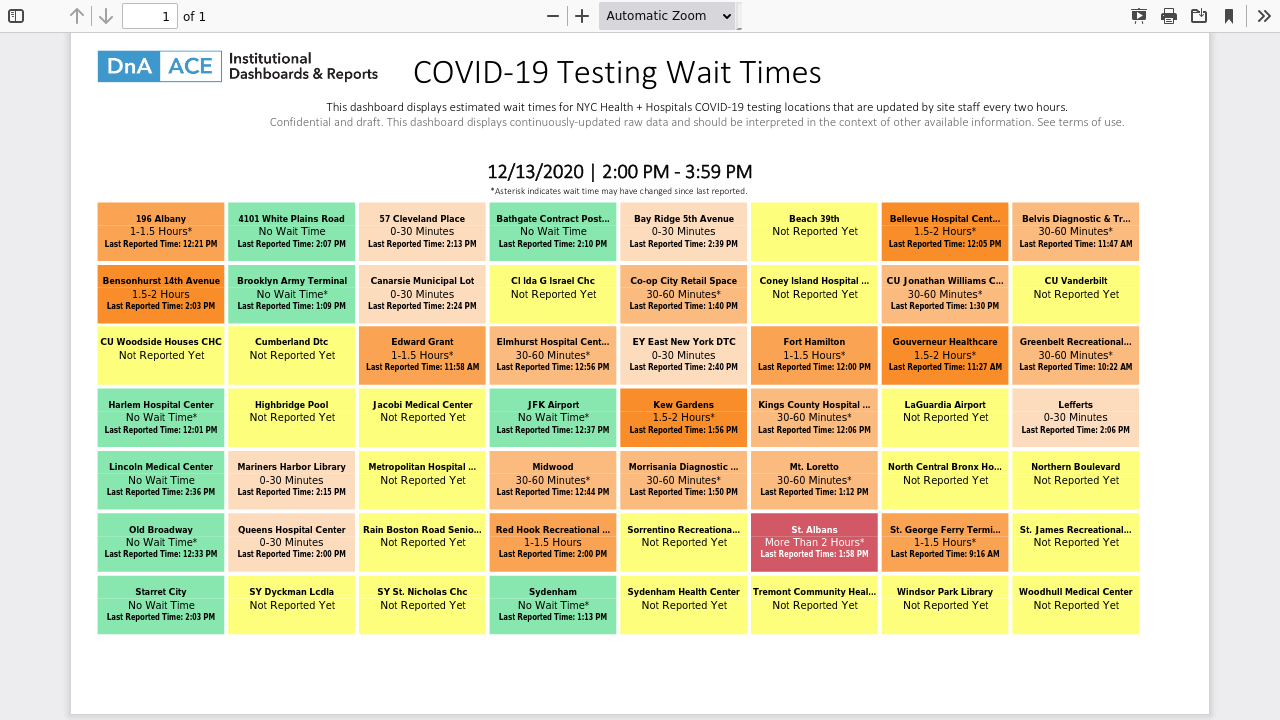 1 of 1 Automatic Zoom
DnA ACE Institutional Dashboards & Reports
COVID-19 Testing Wait Times
This dashboard displays estimated wait times for NYC Health + Hospitals COVID-19 testing locations that are updated by site staff every two hours.
Confidential and draft. This dashboard displays continuously-updated raw data and should be interpreted in the context of other available information. See terms of use.
12/13/2020 | 2:00 PM - 3:59 PM
*Asterisk indicates wait time may have changed since last reported.
196 Albany
1-1.5 Hours*
Last Reported Time: 12:21 PM
4101 White Plains Road
No Wait Time
Last Reported Time: 2:07 PM
57 Cleveland Place
0-30 Minutes
Last Reported Time: 2:13 PM
Bathgate Contract Post...
No Wait Time
Last Reported Time: 2:10 PM
Bay Ridge 5th Avenue
0-30 Minutes
Last Reported Time: 2:39 PM
Beach 39th
Not Reported Yet
Bellevue Hospital Cent...
1.5-2 Hours*
Last Reported Time: 12:05 PM
Belvis Diagnostic & Tr...
30-60 Minutes*
Last Reported Time: 11:47 AM
Bensonhurst 14th Avenue
1.5-2 Hours
Last Reported Time: 2:03 PM
Brooklyn Army Terminal
No Wait Time*
Last Reported Time: 1:09 PM
Canarsie Municipal Lot
0-30 Minutes
Last Reported Time: 2:24 PM
Cl Ida G Israel Chc
Not Reported Yet
Co-op City Retail Space
30-60 Minutes*
Last Reported Time: 1:40 PM
Coney Island Hospital ...
Not Reported Yet
CU Jonathan Williams C...
30-60 Minutes*
Last Reported Time: 1:30 PM
CU Vanderbilt
Not Reported Yet
CU Woodside Houses CHC
Not Reported Yet
Cumberland Dtc
Not Reported Yet
Edward Grant
1-1.5 Hours*
Last Reported Time: 11:58 AM
Elmhurst Hospital Cent...
30-60 Minutes*
Last Reported Time: 12:56 PM
EY East New York DTC
0-30 Minutes
Last Reported Time: 2:40 PM
Fort Hamilton
1-1.5 Hours*
Last Reported Time: 12:00 PM
Gouverneur Healthcare
1.5-2 Hours*
Last Reported Time: 11:27 AM
Greenbelt Recreational...
30-60 Minutes*
Last Reported Time: 10:22 AM
Harlem Hospital Center
No Wait Time*
Last Reported Time: 12:01 PM
Highbridge Pool
Not Reported Yet
Jacobi Medical Center
Not Reported Yet
JFK Airport
No Wait Time*
Last Reported Time: 12:37 PM
Kew Gardens
1.5-2 Hours*
Last Reported Time: 1:56 PM
Kings County Hospital ...
30-60 Minutes*
Last Reported Time: 12:06 PM
LaGuardia Airport
Not Reported Yet
Lefferts
0-30 Minutes
Last Reported Time: 2:06 PM
Lincoln Medical Center
No Wait Time
Last Reported Time: 2:36 PM
Mariners Harbor Library
0-30 Minutes
Last Reported Time: 2:15 PM
Metropolitan Hospital ...
Not Reported Yet
Midwood
30-60 Minutes*
Last Reported Time: 12:44 PM
Morrisania Diagnostic ...
30-60 Minutes*
Last Reported Time: 1:50 PM
Mt. Loretto
30-60 Minutes*
Last Reported Time: 1:12 PM
North Central Bronx Ho...
Not Reported Yet
Northern Boulevard
Not Reported Yet
Old Broadway
No Wait Time*
Last Reported Time: 12:33 PM
Queens Hospital Center
0-30 Minutes
Last Reported Time: 2:00 PM
Rain Boston Road Senio...
Not Reported Yet
Red Hook Recreational ...
1-1.5 Hours
Last Reported Time: 2:00 PM
Sorrentino Recreationa...
Not Reported Yet
St. Albans
More Than 2 Hours*
Last Reported Time: 1:58 PM
St. George Ferry Termi...
1-1.5 Hours*
Last Reported Time: 9:16 AM
St. James Recreational...
Not Reported Yet
Starret City
No Wait Time
Last Reported Time: 2:03 PM
SY Dyckman Lcdla
Not Reported Yet
SY St. Nicholas Chc
Not Reported Yet
Sydenham
No Wait Time*
Last Reported Time: 1:13 PM
Sydenham Health Center
Not Reported Yet
Tremont Community Heal...
Not Reported Yet
Windsor Park Library
Not Reported Yet
Woodhull Medical Center
Not Reported Yet